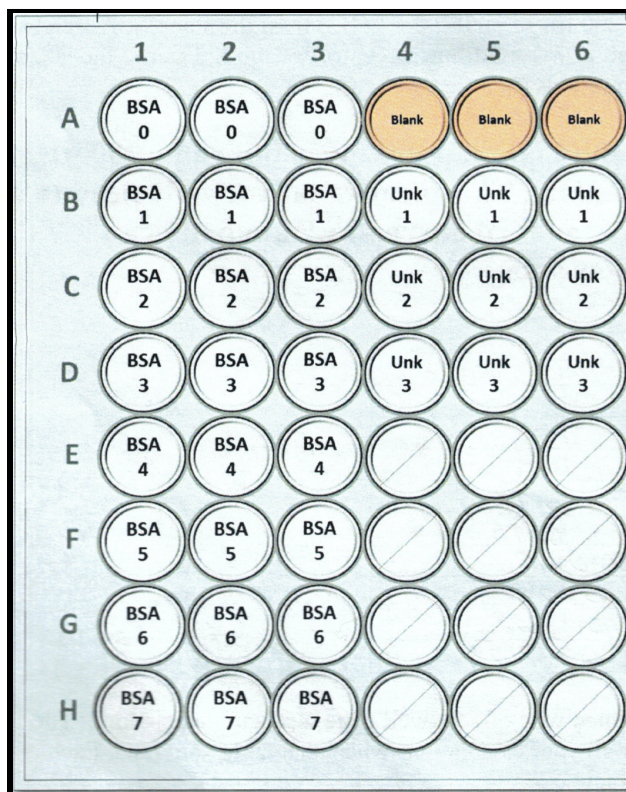 1 2 3 4 5 6
A BSA 0 BSA 0 BSA 0 Blank Blank Blank
B BSA 1 BSA 1 BSA 1 Unk 1 Unk 1 Unk 1
C BSA 2 BSA 2 BSA 2 Unk 2 Unk 2 Unk 2
D BSA 3 BSA 3 BSA 3 Unk 3 Unk 3 Unk 3
E BSA 4 BSA 4 BSA 4
F BSA 5 BSA 5 BSA 5
G BSA 6 BSA 6 BSA 6
H BSA 7 BSA 7 BSA 7